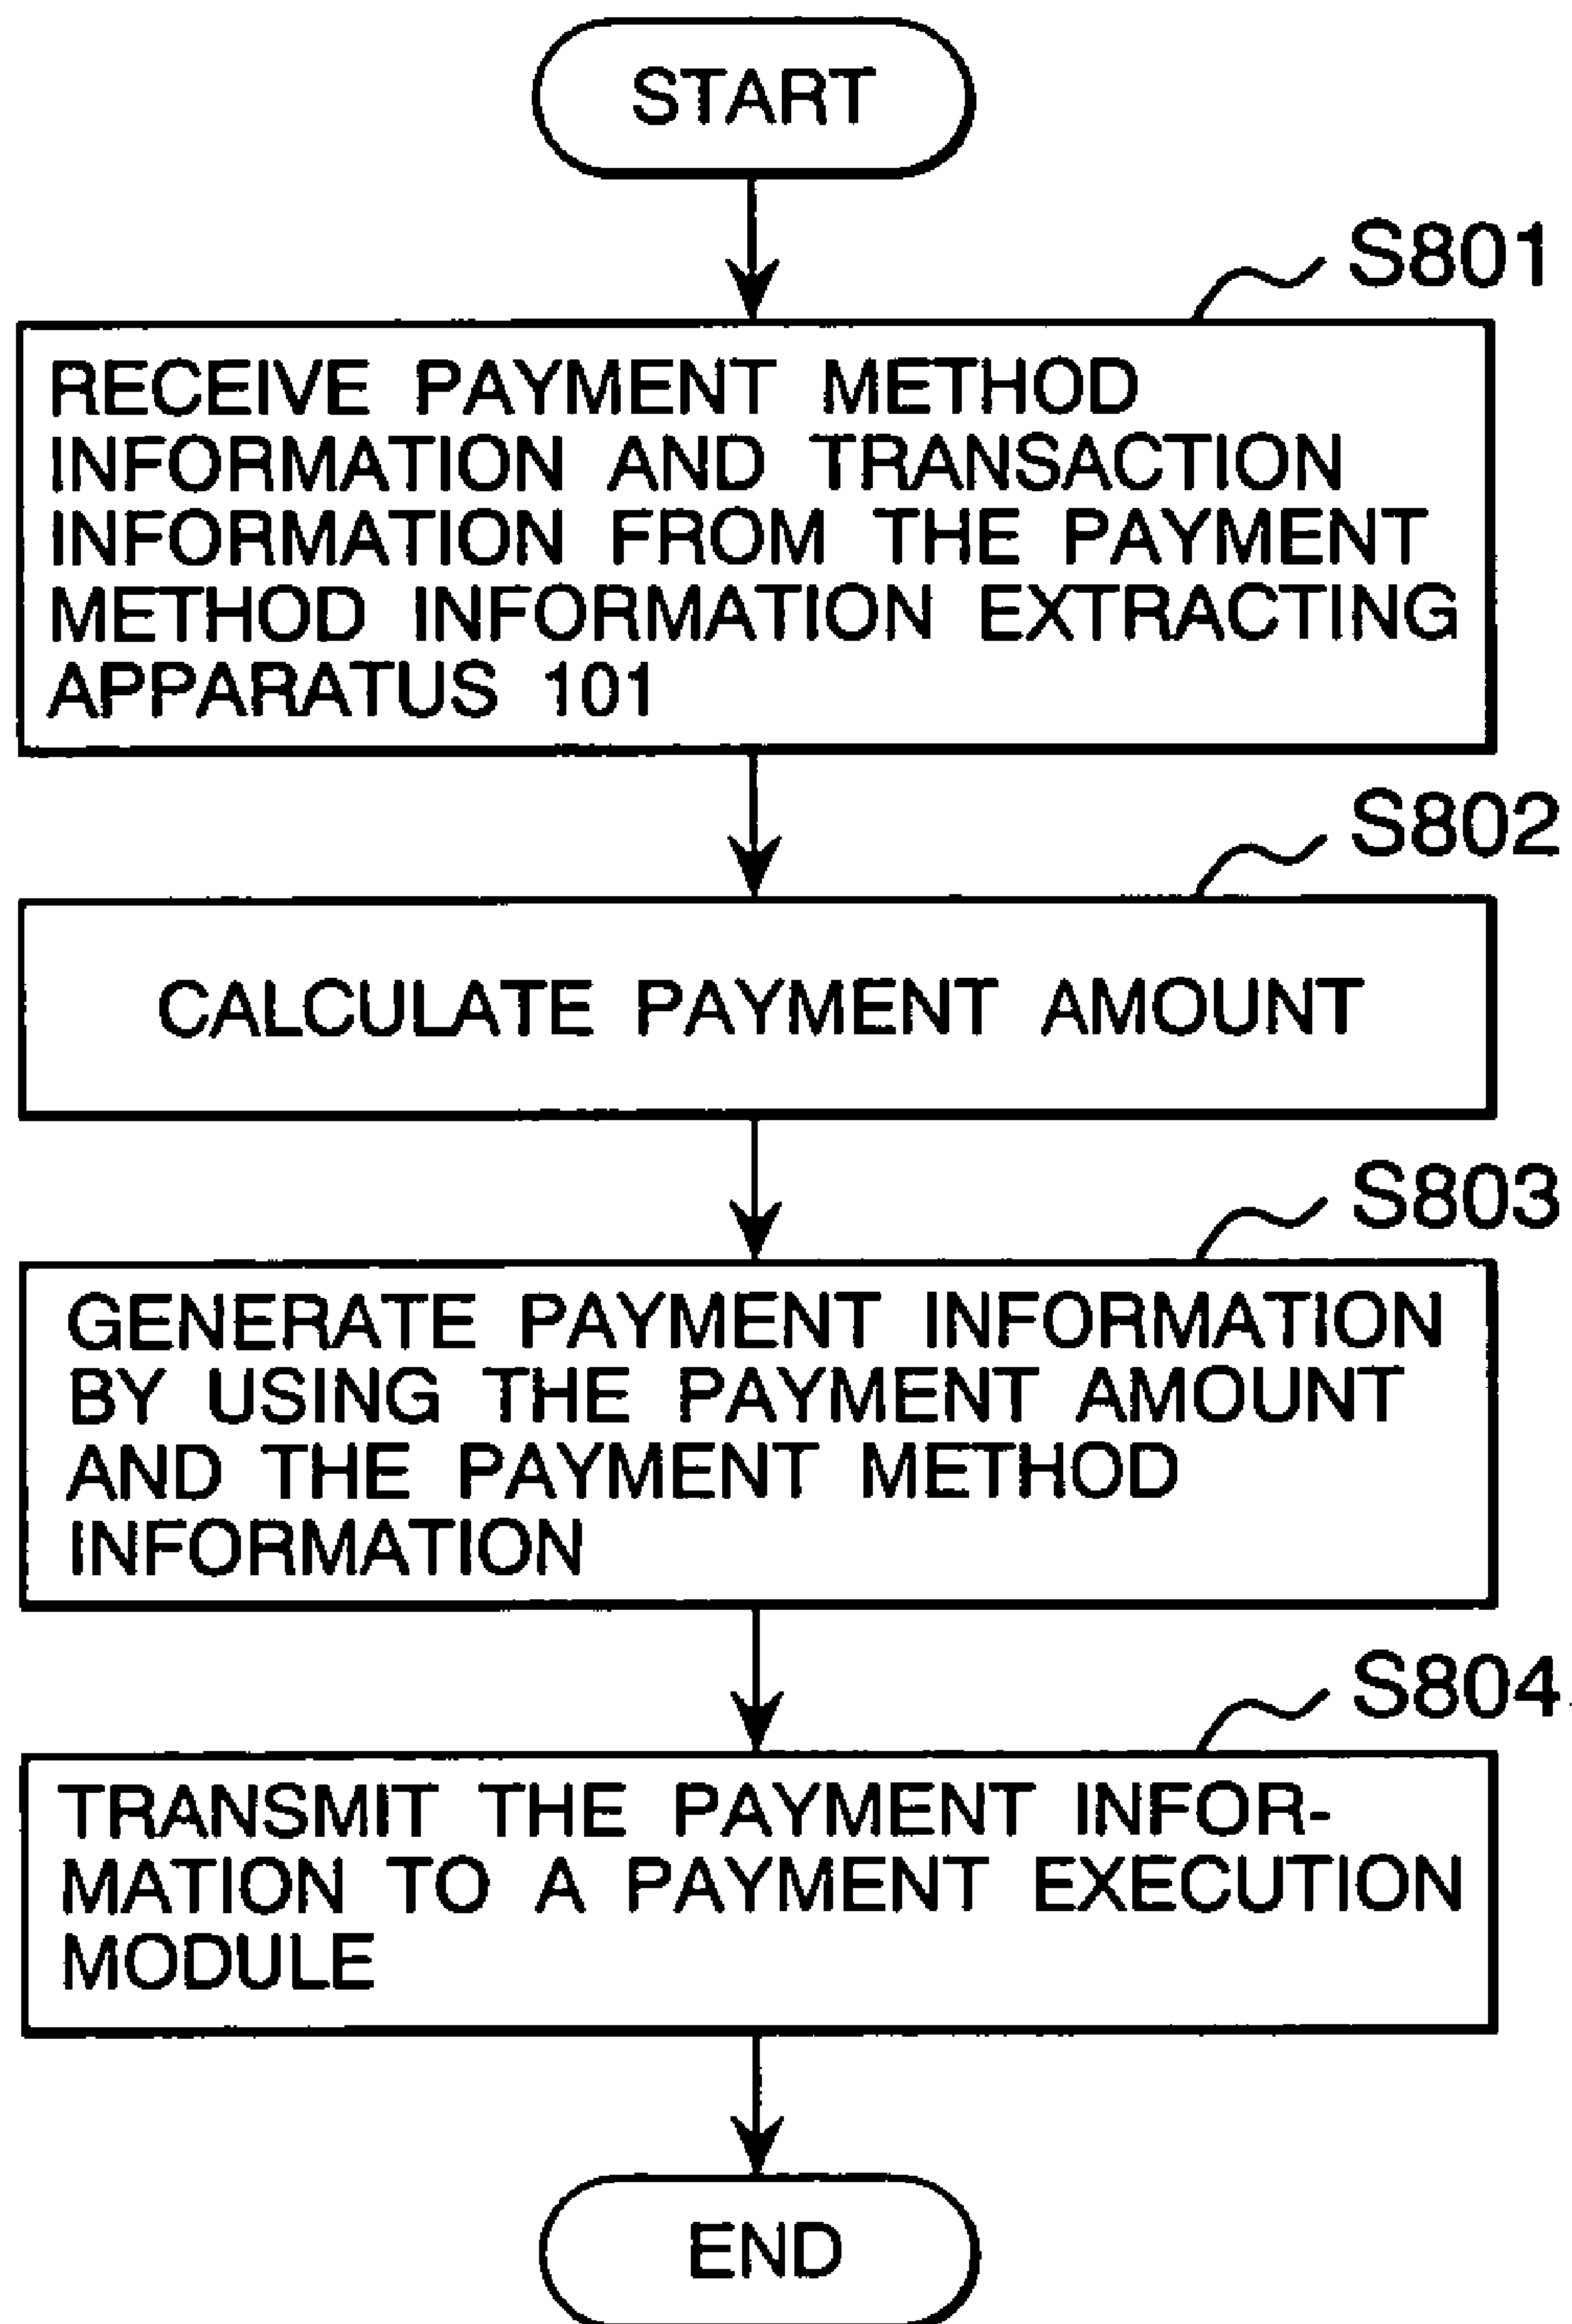 START
S801
RECEIVE PAYMENT METHOD
INFORMATION AND TRANSACTION
INFORMATION FROM THE PAYMENT
METHOD INFORMATION EXTRACTING
APPARATUS 101
S802
CALCULATE PAYMENT AMOUNT
S803
GENERATE PAYMENT INFORMATION
BY USING THE PAYMENT AMOUNT
AND THE PAYMENT METHOD
INFORMATION
S804
TRANSMIT THE PAYMENT INFOR-
MATION TO A PAYMENT EXECUTION
MODULE
END